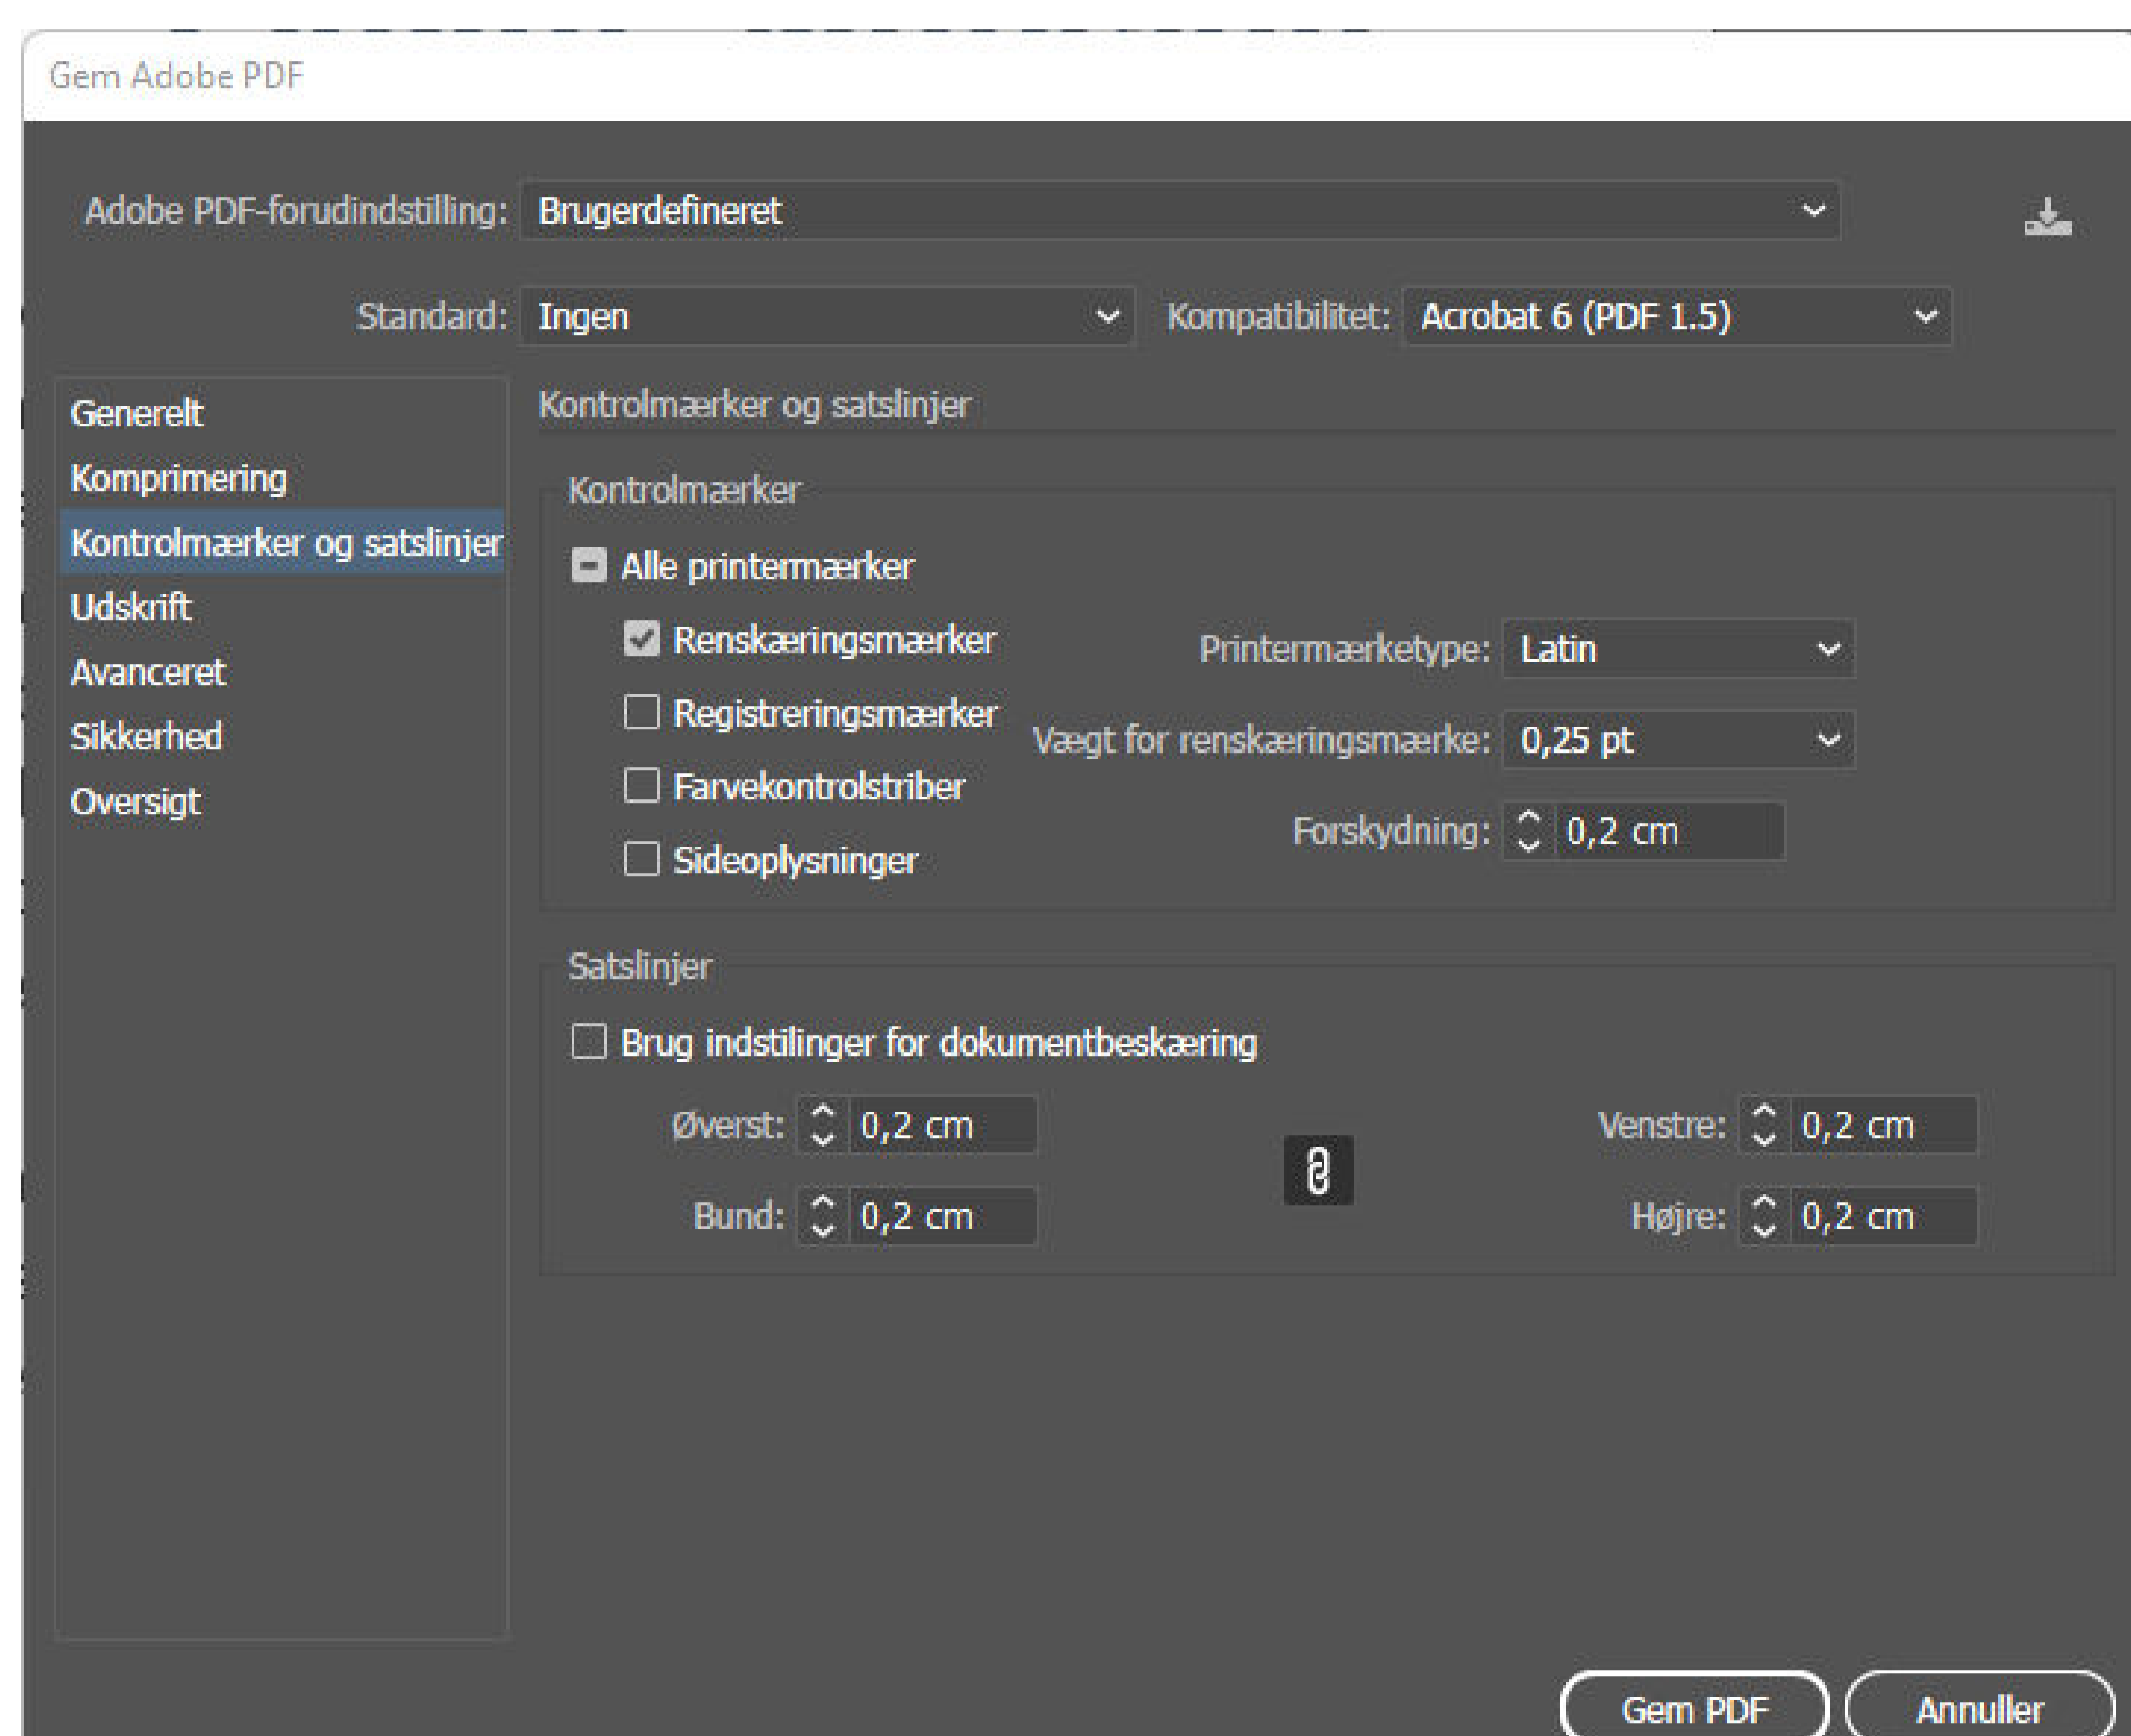 Gem Adobe PDF
Adobe PDF-forudindstilling: Brugerdefineret
Standard: Ingen Kompatibilitet: Acrobat 6 (PDF 1.5)
Generelt
Komprimering
Kontrolmærker og satslinjer
Udskrift
Avanceret
Sikkerhed
Oversigt
Kontrolmærker og satslinjer
Kontrolmærker
Alle printermærker
Renskæringsmærker
Registreringsmærker
Farvekontrolstriber
Sideoplysninger
Printermærketype: Latin
Vægt for renskæringsmærke: 0,25 pt
Forskydning: 0,2 cm
Satslinjer
Brug indstilinger for dokumentbeskæring
Øverst: 0,2 cm Venstre: 0,2 cm
Bund: 0,2 cm Højre: 0,2 cm
Gem PDF Annuller